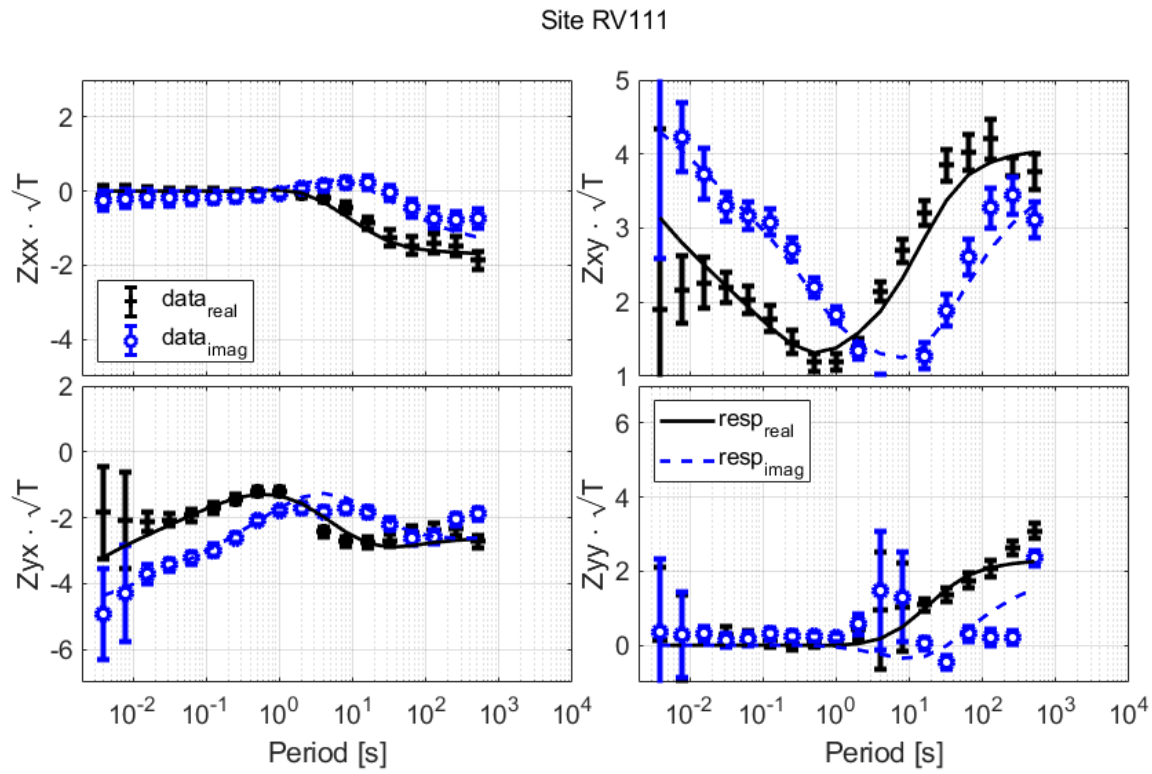 Site RV111
Zxx · √T
2
0
-2
-4
data_real
data_imag
Zxy · √T
5
4
3
2
1
Zyx · √T
2
0
-2
-4
-6
10^-2
10^-1
10^0
10^1
10^2
10^3
Period [s]
Zyy · √T
6
4
2
0
resp_real
resp_imag
10^-2
10^-1
10^0
10^1
10^2
10^3
10^4
Period [s]